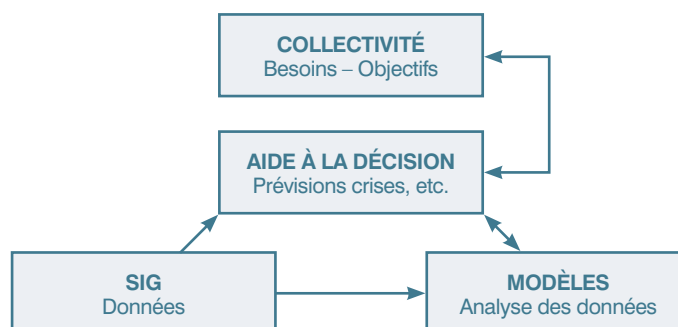 COLLECTIVITÉ
Besoins – Objectifs
AIDE À LA DÉCISION
Prévisions crises, etc.
SIG
Données
MODÈLES
Analyse des données